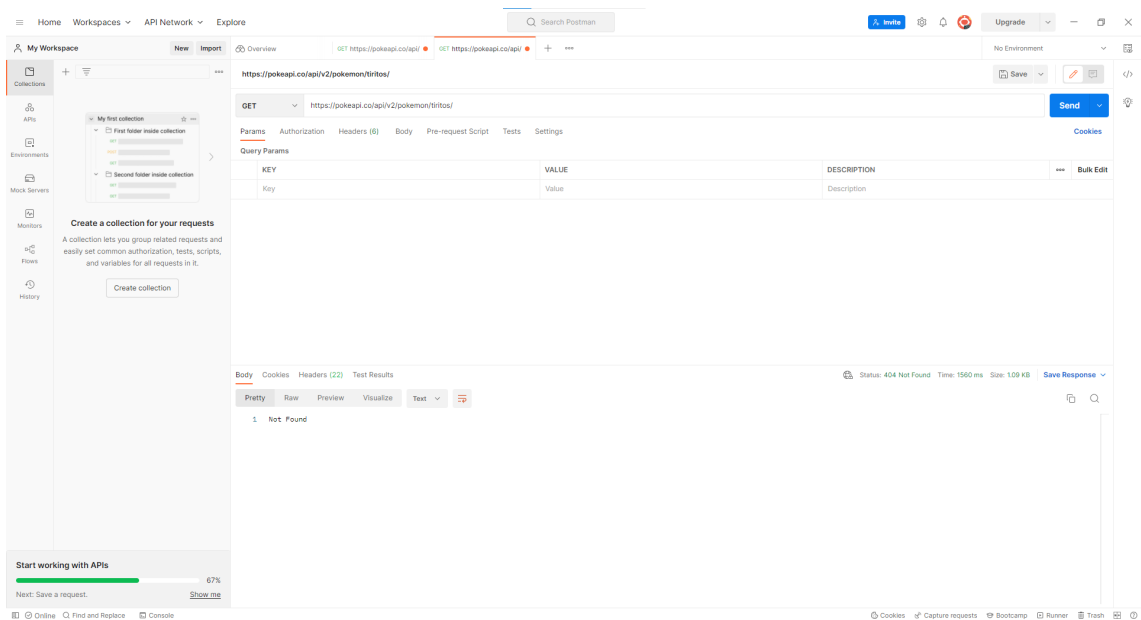 Home Workspaces API Network Explore Search Postman Invite Upgrade
My Workspace New Import Overview GET https://pokeapi.co/api/ GET https://pokeapi.co/api/ No Environment
Collections
APIs
Environments
Mock Servers
Monitors
Flows
History
My first collection
First folder inside collection
Second folder inside collection
Create a collection for your requests
A collection lets you group related requests and
easily set common authorization, tests, scripts,
and variables for all requests in it.
Create collection
Start working with APIs
67%
Next: Save a request. Show me
https://pokeapi.co/api/v2/pokemon/tiritos/ Save
GET https://pokeapi.co/api/v2/pokemon/tiritos/ Send
Params Authorization Headers (6) Body Pre-request Script Tests Settings Cookies
Query Params
KEY VALUE DESCRIPTION Bulk Edit
Key Value Description
Body Cookies Headers (22) Test Results Status: 404 Not Found Time: 1560 ms Size: 1.09 KB Save Response
Pretty Raw Preview Visualize Text
1 Not Found
Online Find and Replace Console Cookies Capture requests Bootcamp Runner Trash